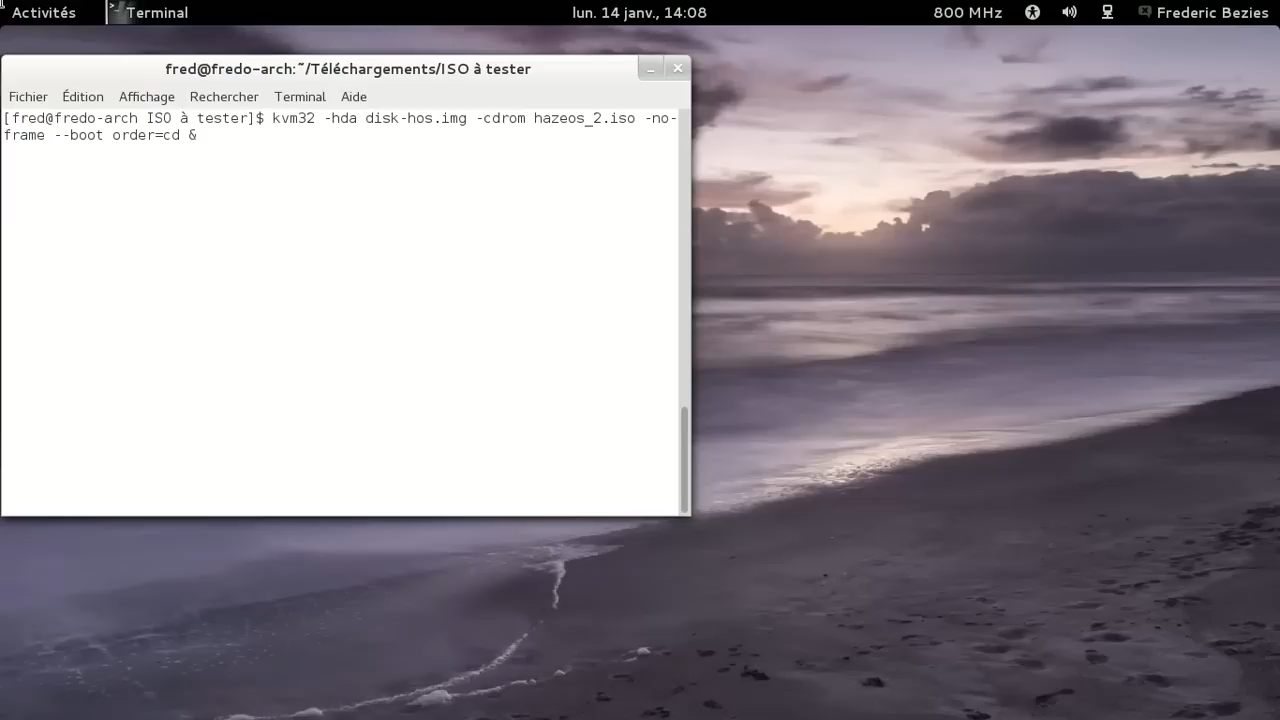 Activités
Terminal
lun. 14 janv., 14:08
800 MHz
Frederic Bezies
fred@fredo-arch:~/Téléchargements/ISO à tester
Fichier Édition Affichage Rechercher Terminal Aide
[fred@fredo-arch ISO à tester]$ kvm32 -hda disk-hos.img -cdrom hazeos_2.iso -no-
frame --boot order=cd &